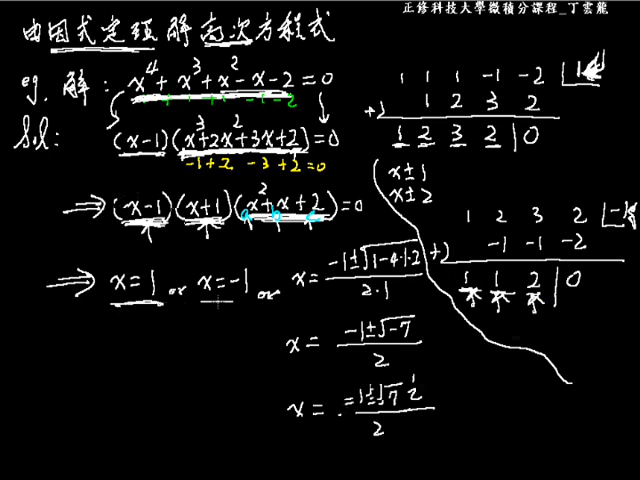 正修科技大學微積分課程_丁雲龍
由因式定理解高次方程式
eg. 解: x⁴+x³+x²-x-2=0
Sol: (x-1)(x³+2x²+3x+2)=0
-1+2 -3+2=0
⇒ (x-1)(x+1)(x²+x+2)=0
a b c
⇒ x=1 or x=-1 or x= (-1±√(1-4·1·2))/(2·1)
x= (-1±√-7)/2
x= (-1±√7 i)/2
1 1 1 -1 -2 |1
+) 1 2 3 2
1 2 3 2 | 0
x±1
x±2
1 2 3 2 |-1
+) -1 -1 -2
1 1 2 | 0